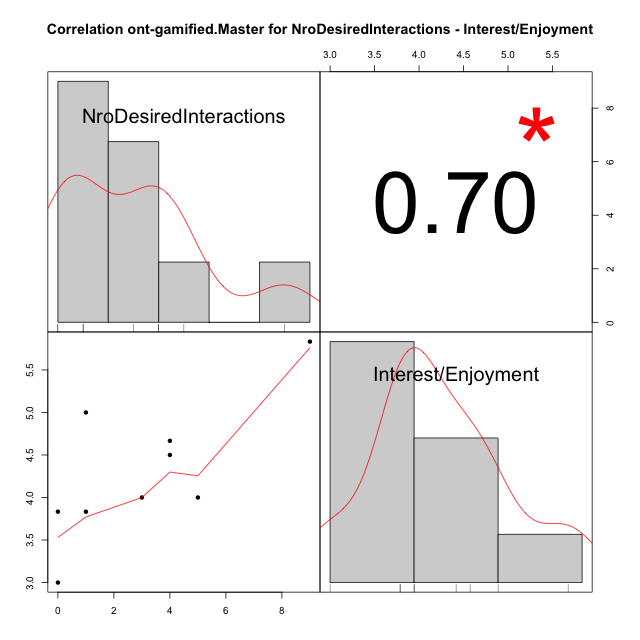 Correlation ont-gamified.Master for NroDesiredInteractions - Interest/Enjoyment
3.0 3.5 4.0 4.5 5.0 5.5
NroDesiredInteractions
*
0.70
8
6
4
2
0
5.5
5.0
4.5
4.0
3.5
3.0
Interest/Enjoyment
0 2 4 6 8